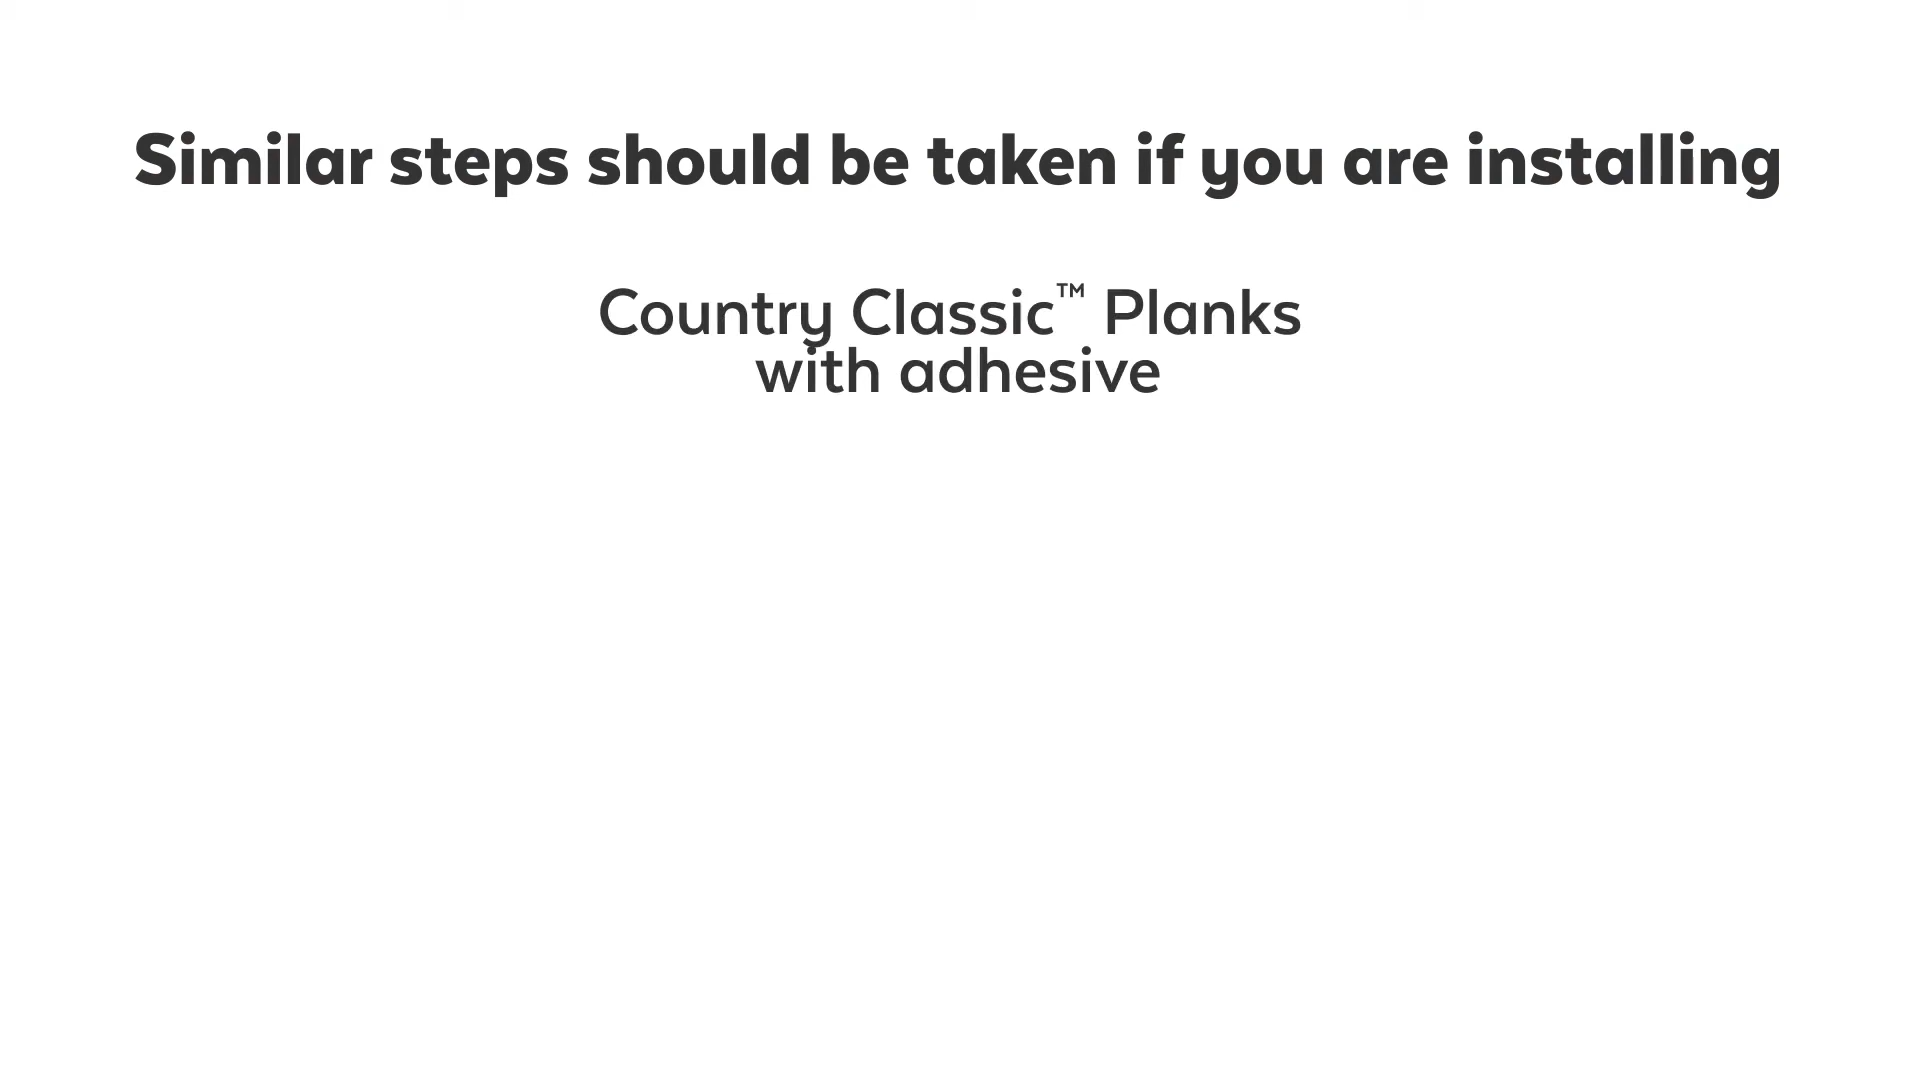 Similar steps should be taken if you are installing
Country Classic™ Planks
with adhesive